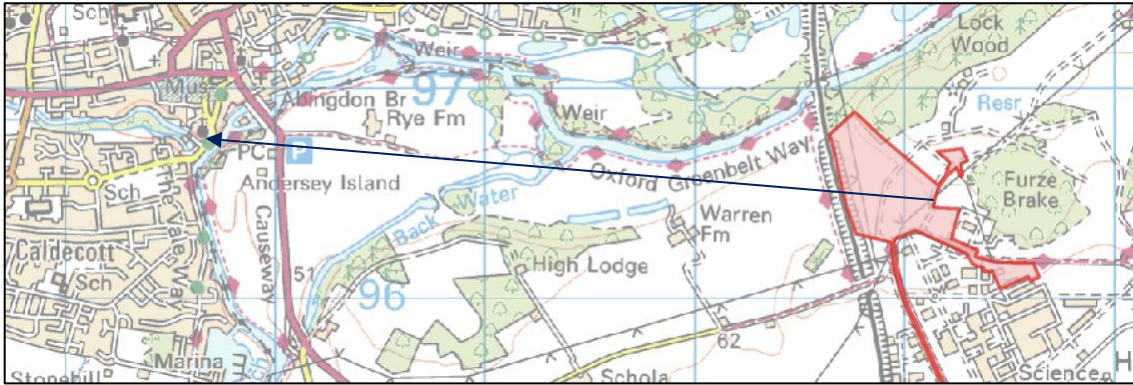 Sch
Weir
Lock
Wood
Mus
Abingdon Br
97
Rye Fm
Weir
Resr
PC
P
Sch
Andersey Island
Oxford Greenbelt Way
Furze
Brake
The Vale Way
Causeway
Back Water
Warren
Fm
Caldecott
Sch
51
96
High Lodge
62
Marina
Stonehill
Schola
Science
H